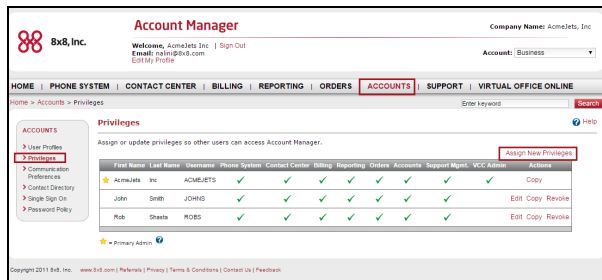 Account Manager
Company Name: AcmeJets, Inc
8x8, Inc.
Welcome, AcmeJets Inc | Sign Out
Email: nalini@8x8.com
Edit My Profile
Account: Business
HOME | PHONE SYSTEM | CONTACT CENTER | BILLING | REPORTING | ORDERS | ACCOUNTS | SUPPORT | VIRTUAL OFFICE ONLINE
Home > Accounts > Privileges
Enter keyword Search
ACCOUNTS
> User Profiles
> Privileges
> Communication Preferences
> Contact Directory
> Single Sign On
> Password Policy
Privileges
Help
Assign or update privileges so other users can access Account Manager.
Assign New Privileges
First Name Last Name Username Phone System Contact Center Billing Reporting Orders Accounts Support Mgmt. VCC Admin Actions
AcmeJets Inc ACMEJETS Copy
John Smith JOHNS Edit Copy Revoke
Rob Shasta ROBS Edit Copy Revoke
= Primary Admin
Copyright 2011 8x8, Inc. www.8x8.com | Referrals | Privacy | Terms & Conditions | Contact Us | Feedback